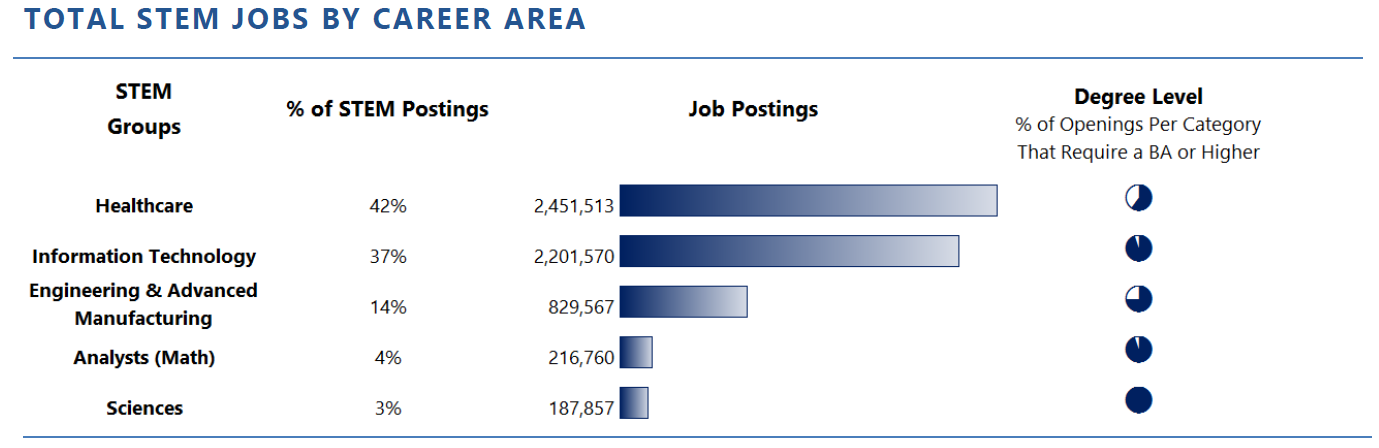 TOTAL STEM JOBS BY CAREER AREA
STEM
Groups
% of STEM Postings
Job Postings
Degree Level
% of Openings Per Category
That Require a BA or Higher
Healthcare 42% 2,451,513
Information Technology 37% 2,201,570
Engineering & Advanced
Manufacturing
14% 829,567
Analysts (Math) 4% 216,760
Sciences 3% 187,857